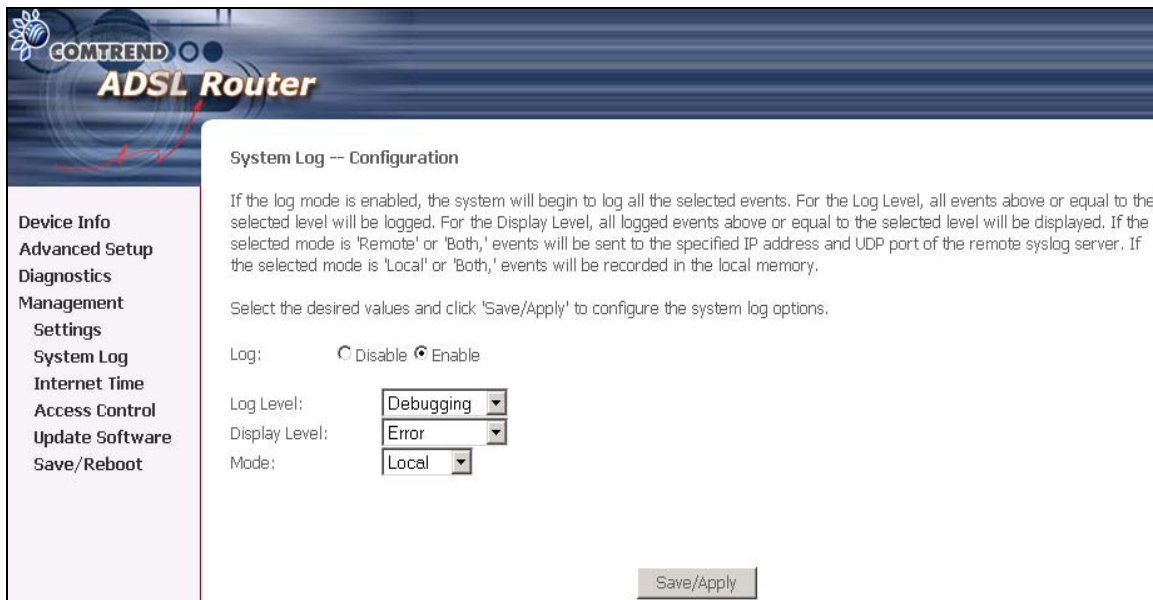 COMTREND
ADSL Router
Device Info
Advanced Setup
Diagnostics
Management
Settings
System Log
Internet Time
Access Control
Update Software
Save/Reboot
System Log -- Configuration
If the log mode is enabled, the system will begin to log all the selected events. For the Log Level, all events above or equal to the
selected level will be logged. For the Display Level, all logged events above or equal to the selected level will be displayed. If the
selected mode is 'Remote' or 'Both,' events will be sent to the specified IP address and UDP port of the remote syslog server. If
the selected mode is 'Local' or 'Both,' events will be recorded in the local memory.
Select the desired values and click 'Save/Apply' to configure the system log options.
Log: Disable Enable
Log Level: Debugging
Display Level: Error
Mode: Local
Save/Apply